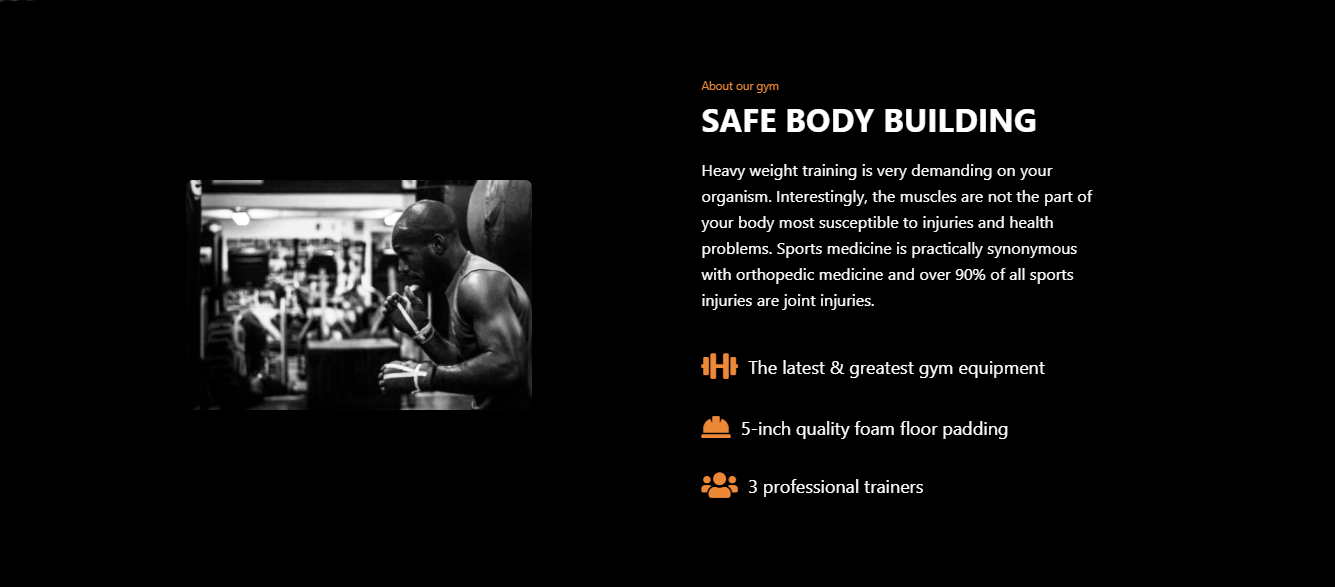 About our gym
SAFE BODY BUILDING
Heavy weight training is very demanding on your
organism. Interestingly, the muscles are not the part of
your body most susceptible to injuries and health
problems. Sports medicine is practically synonymous
with orthopedic medicine and over 90% of all sports
injuries are joint injuries.
The latest & greatest gym equipment
5-inch quality foam floor padding
3 professional trainers